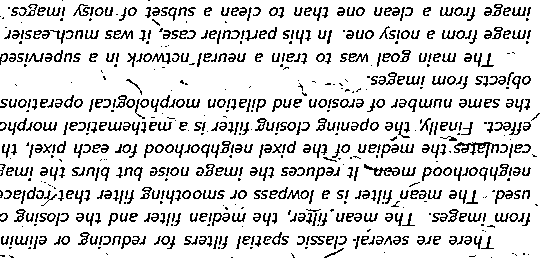 There are several classic spatial filters for reducing or elimin
from images. The mean filter, the median filter and the closing o
used. The mean filter is a lowpass or smoothing filter that replace
neighborhood mean. It reduces the image noise but blurs the imag
calculates the median of the pixel neighborhood for each pixel, th
effect. Finally, the opening closing filter is a mathematical morpho
the same number of erosion and dilation morphological operations
objects from images.
The main goal was to train a neural network in a supervised
image from a noisy one. In this particular case, it was much easier
image from a clean one than to clean a subset of noisy images.